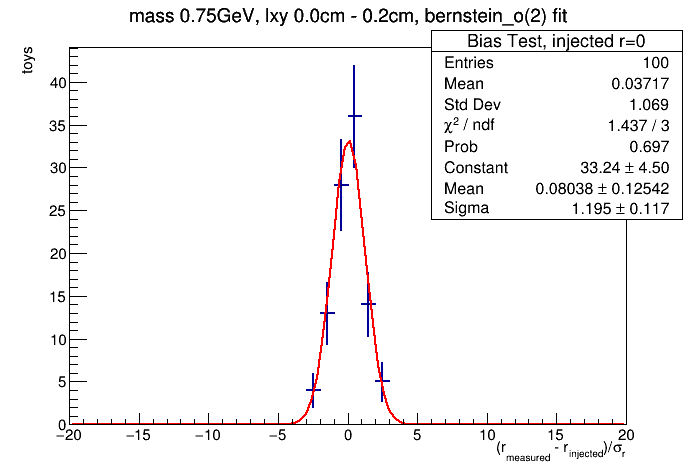 mass 0.75GeV, lxy 0.0cm - 0.2cm, bernstein_o(2) fit
toys
Bias Test, injected r=0
Entries 100
Mean 0.03717
Std Dev 1.069
χ² / ndf 1.437 / 3
Prob 0.697
Constant 33.24 ± 4.50
Mean 0.08038 ± 0.12542
Sigma 1.195 ± 0.117
40
35
30
25
20
15
10
5
0
−20 −15 −10 −5 0 5 10 15 20
(r_measured - r_injected)/σ_r